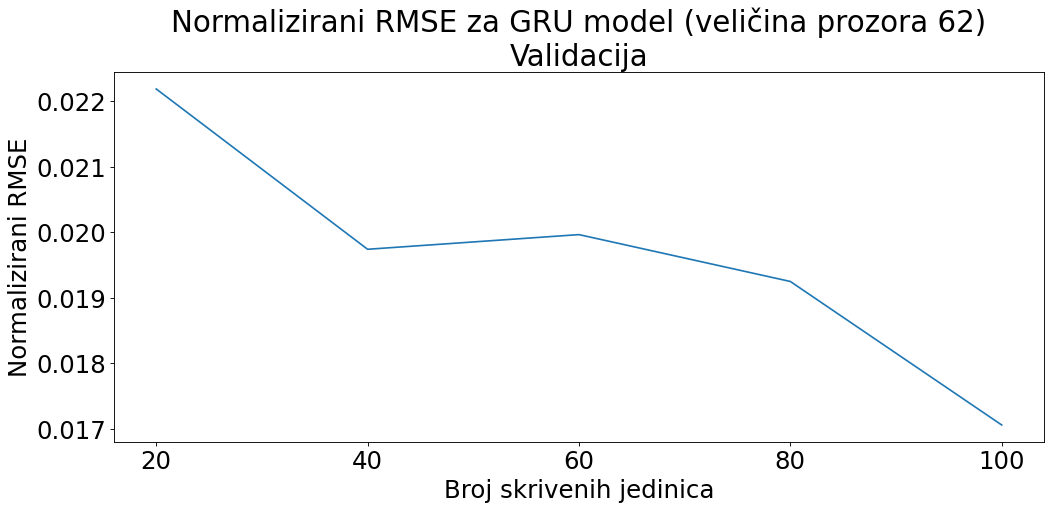 Normalizirani RMSE za GRU model (veličina prozora 62)
Validacija
Normalizirani RMSE
0.022
0.021
0.020
0.019
0.018
0.017
20 40 60 80 100
Broj skrivenih jedinica